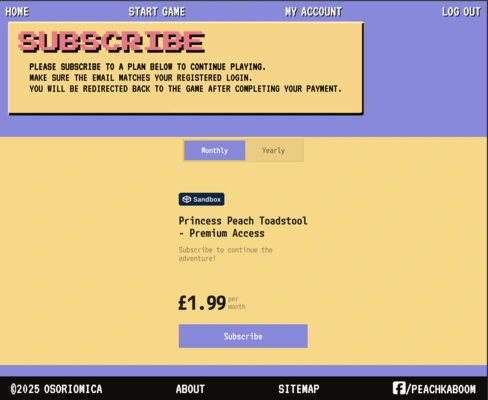 HOME START GAME MY ACCOUNT LOG OUT
SUBSCRIBE
PLEASE SUBSCRIBE TO A PLAN BELOW TO CONTINUE PLAYING.
MAKE SURE THE EMAIL MATCHES YOUR REGISTERED LOGIN.
YOU WILL BE REDIRECTED BACK TO THE GAME AFTER COMPLETING YOUR PAYMENT.
Monthly Yearly
Sandbox
Princess Peach Toadstool
- Premium Access
Subscribe to continue the
adventure!
£1.99 per
month
Subscribe
©2025 OSORIOMICA ABOUT SITEMAP /PEACHKABOOM